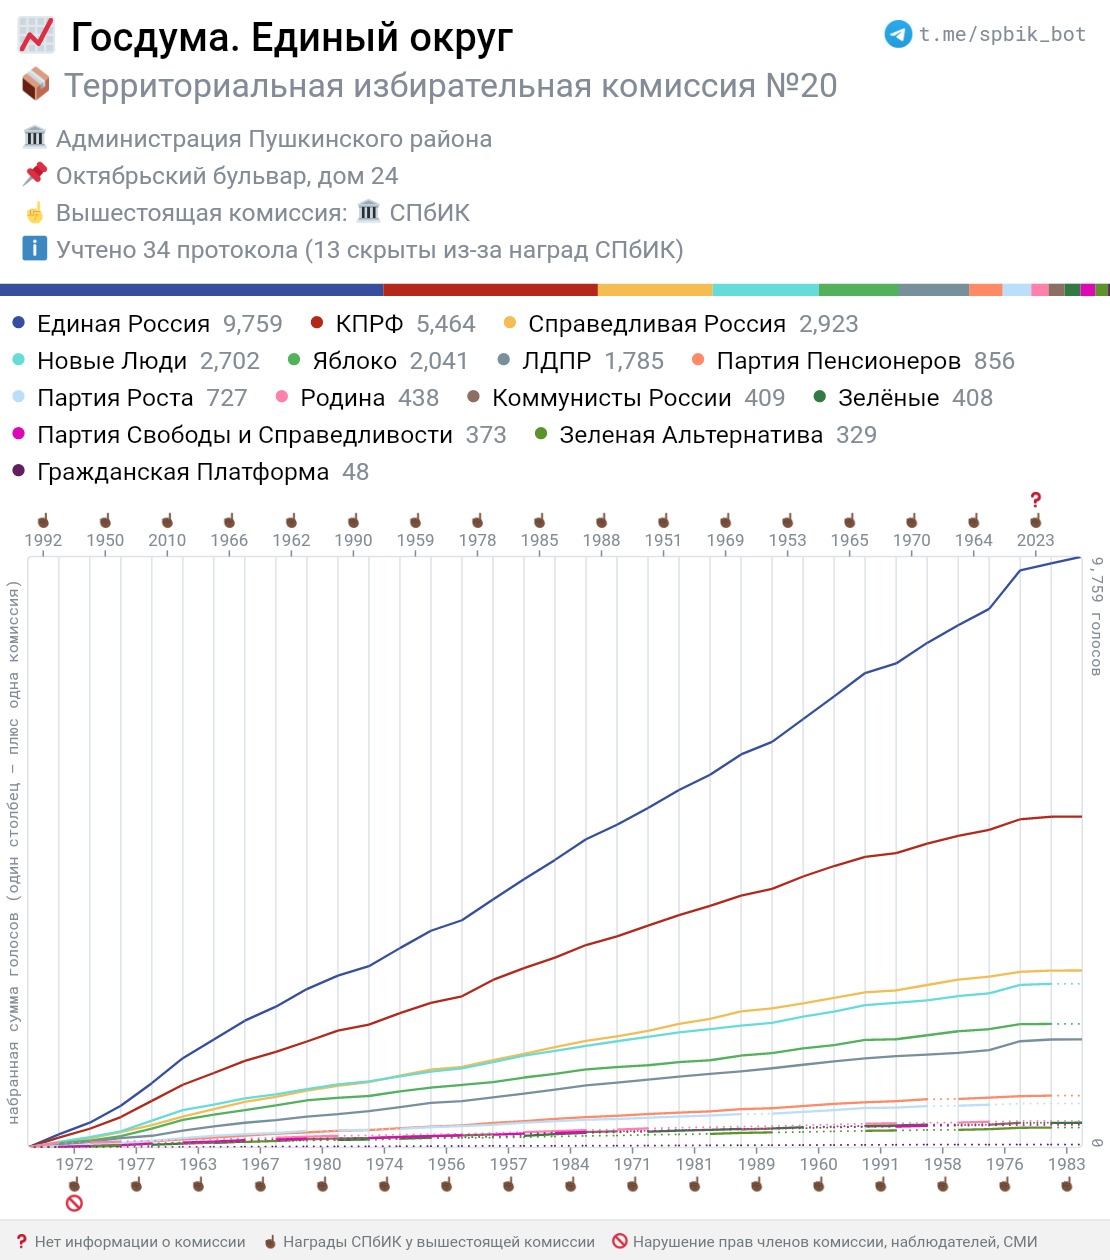 Госдума. Единый округ
t.me/spbik_bot
Территориальная избирательная комиссия №20
Администрация Пушкинского района
Октябрьский бульвар, дом 24
Вышестоящая комиссия: СПбИК
Учтено 34 протокола (13 скрыты из-за наград СПбИК)
Единая Россия 9,759 КПРФ 5,464 Справедливая Россия 2,923
Новые Люди 2,702 Яблоко 2,041 ЛДПР 1,785 Партия Пенсионеров 856
Партия Роста 727 Родина 438 Коммунисты России 409 Зелёные 408
Партия Свободы и Справедливости 373 Зеленая Альтернатива 329
Гражданская Платформа 48
1992 1950 2010 1966 1962 1990 1959 1978 1985 1988 1951 1969 1953 1965 1970 1964 2023
набранная сумма голосов (один столбец — плюс одна комиссия)
9,759 голосов
0
1972 1977 1963 1967 1980 1974 1956 1957 1984 1971 1981 1989 1960 1991 1958 1976 1983
Нет информации о комиссии Награды СПбИК у вышестоящей комиссии Нарушение прав членов комиссии, наблюдателей, СМИ